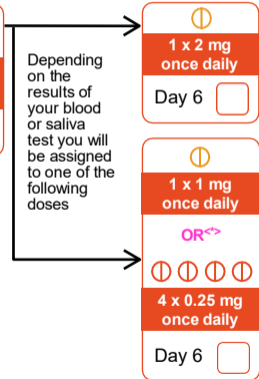 Depending
on the
results of
your blood
or saliva
test you will
be assigned
to one of the
following
doses
1 x 2 mg
once daily
Day 6
1 x 1 mg
once daily
OR<*>
4 x 0.25 mg
once daily
Day 6